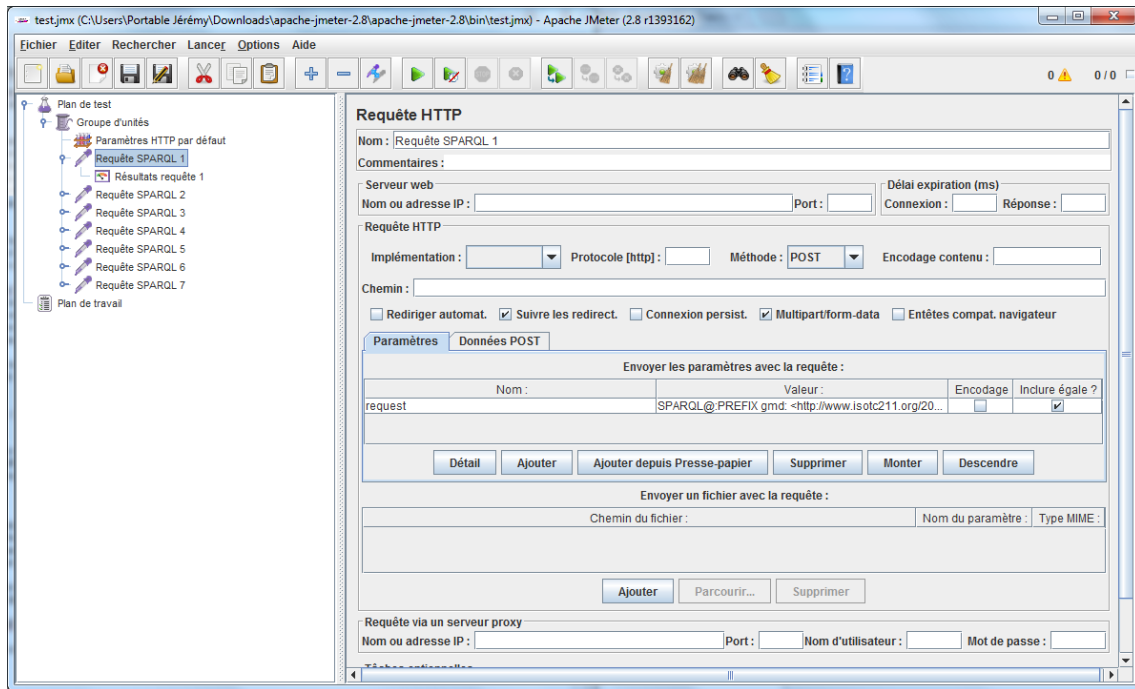 test.jmx (C:\Users\Portable Jérémy\Downloads\apache-jmeter-2.8\apache-jmeter-2.8\bin\test.jmx) - Apache JMeter (2.8 r1393162)
Fichier Editer Rechercher Lancer Options Aide
0 0 / 0
Plan de test
Groupe d'unités
Paramètres HTTP par défaut
Requête SPARQL 1
Résultats requête 1
Requête SPARQL 2
Requête SPARQL 3
Requête SPARQL 4
Requête SPARQL 5
Requête SPARQL 6
Requête SPARQL 7
Plan de travail
Requête HTTP
Nom : Requête SPARQL 1
Commentaires :
Serveur web Délai expiration (ms)
Nom ou adresse IP : Port : Connexion : Réponse :
Requête HTTP
Implémentation : Protocole [http] : Méthode : POST Encodage contenu :
Chemin :
Rediriger automat. Suivre les redirect. Connexion persist. Multipart/form-data Entêtes compat. navigateur
Paramètres Données POST
Envoyer les paramètres avec la requête :
Nom : Valeur : Encodage Inclure égale ?
request SPARQL@:PREFIX gmd: <http://www.isotc211.org/20...
Détail Ajouter Ajouter depuis Presse-papier Supprimer Monter Descendre
Envoyer un fichier avec la requête :
Chemin du fichier : Nom du paramètre : Type MIME :
Ajouter Parcourir... Supprimer
Requête via un serveur proxy
Nom ou adresse IP : Port : Nom d'utilisateur : Mot de passe :